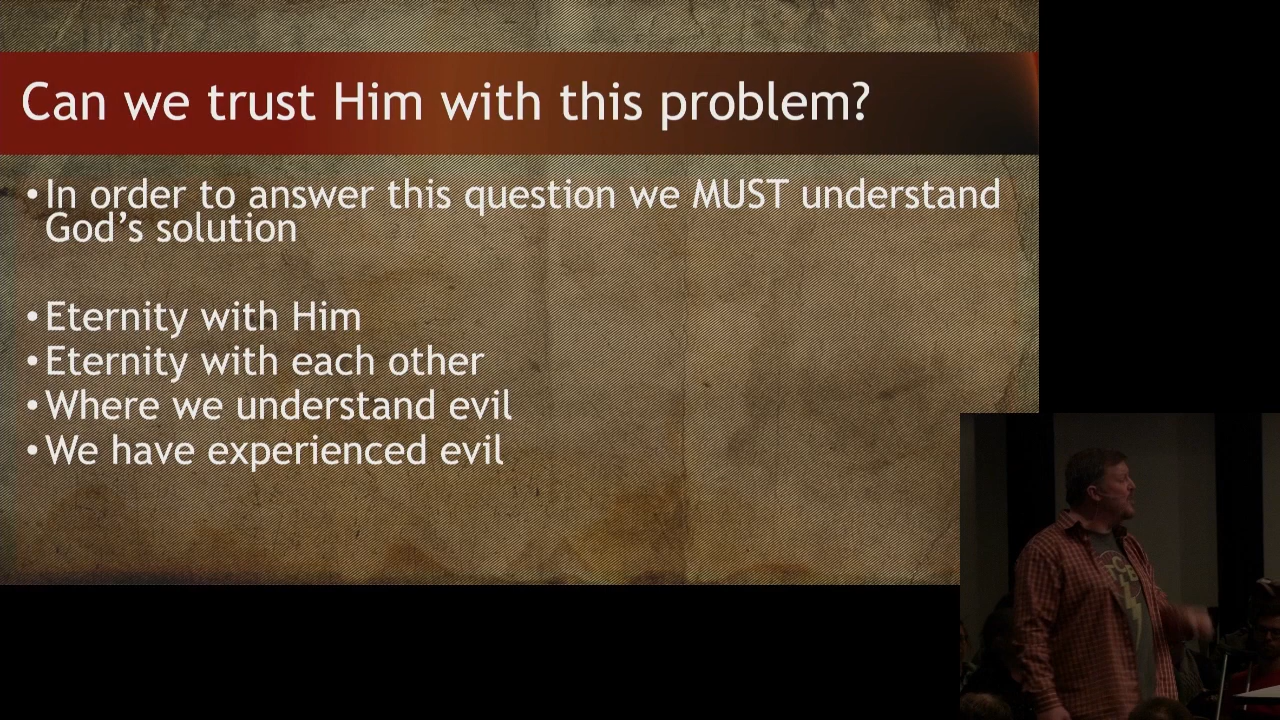 Can we trust Him with this problem?
• In order to answer this question we MUST understand
God's solution
• Eternity with Him
• Eternity with each other
• Where we understand evil
• We have experienced evil